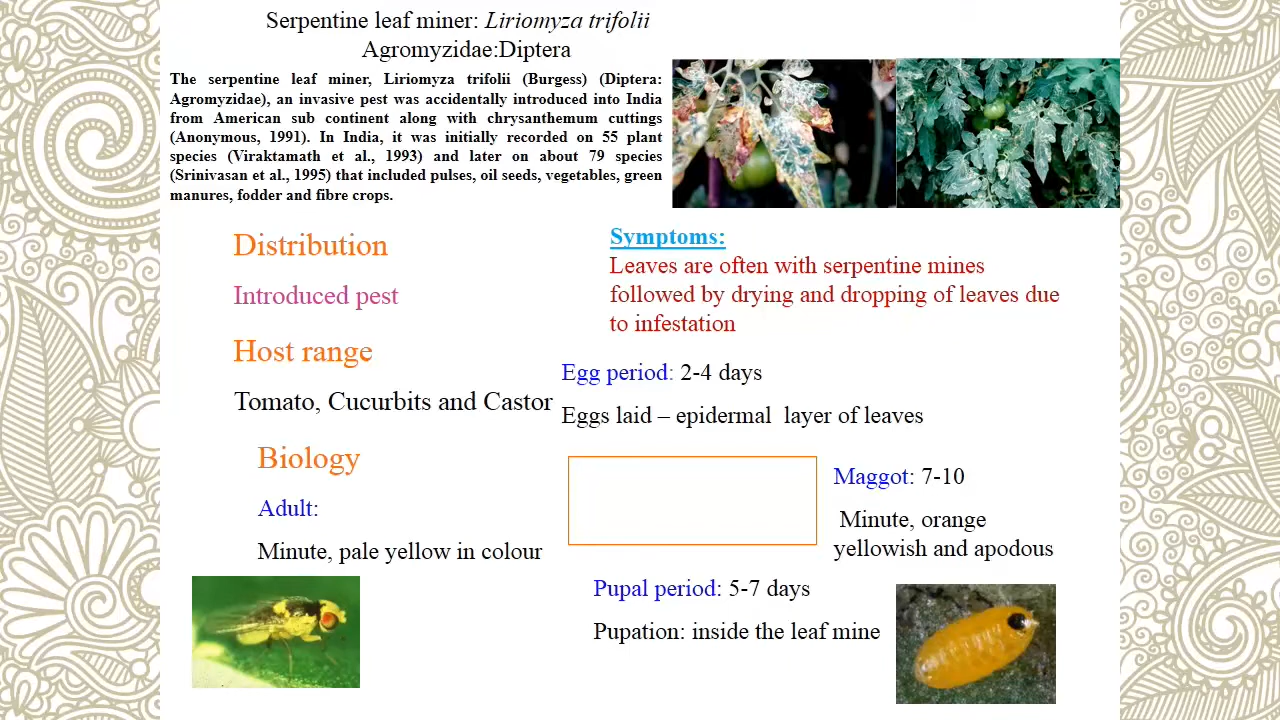 Serpentine leaf miner: Liriomyza trifolii
Agromyzidae:Diptera
The serpentine leaf miner, Liriomyza trifolii (Burgess) (Diptera:
Agromyzidae), an invasive pest was accidentally introduced into India
from American sub continent along with chrysanthemum cuttings
(Anonymous, 1991). In India, it was initially recorded on 55 plant
species (Viraktamath et al., 1993) and later on about 79 species
(Srinivasan et al., 1995) that included pulses, oil seeds, vegetables, green
manures, fodder and fibre crops.
Distribution
Introduced pest
Host range
Tomato, Cucurbits and Castor
Biology
Adult:
Minute, pale yellow in colour
Symptoms:
Leaves are often with serpentine mines
followed by drying and dropping of leaves due
to infestation
Egg period: 2-4 days
Eggs laid – epidermal layer of leaves
Maggot: 7-10
Minute, orange
yellowish and apodous
Pupal period: 5-7 days
Pupation: inside the leaf mine